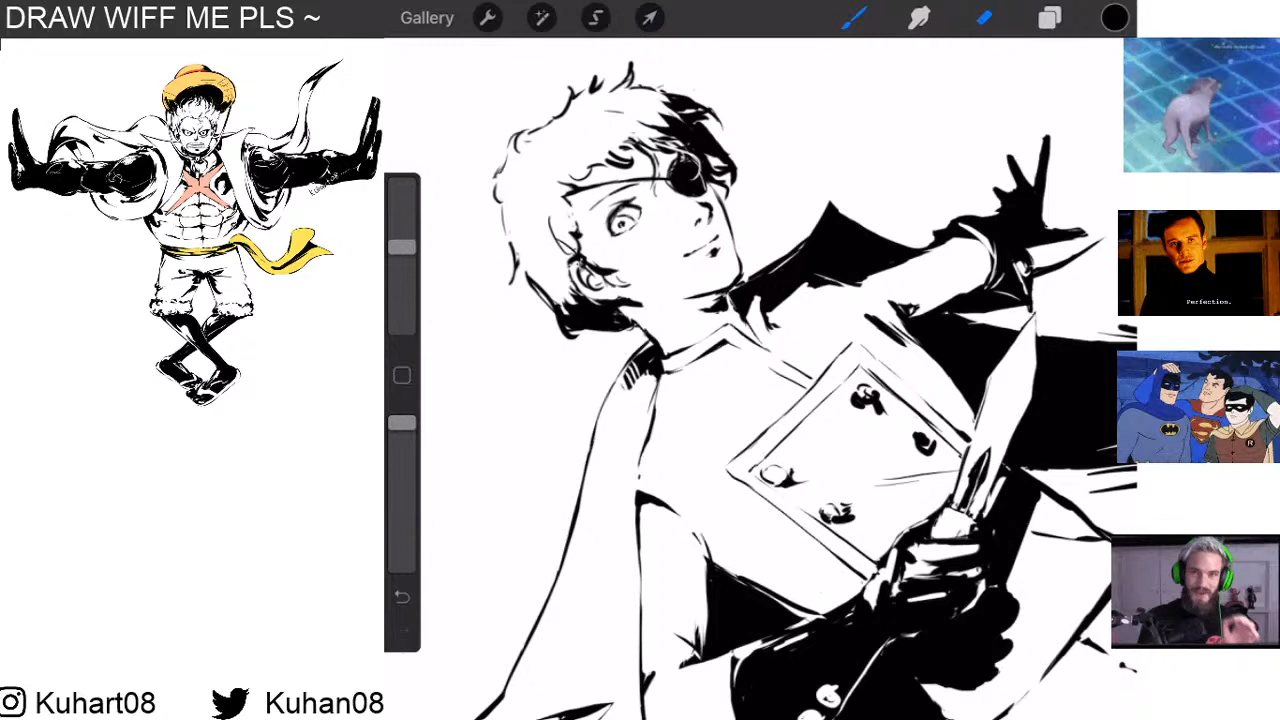 DRAW WIFF ME PLS ~
Gallery
Perfection.
Kuhart08
Kuhan08